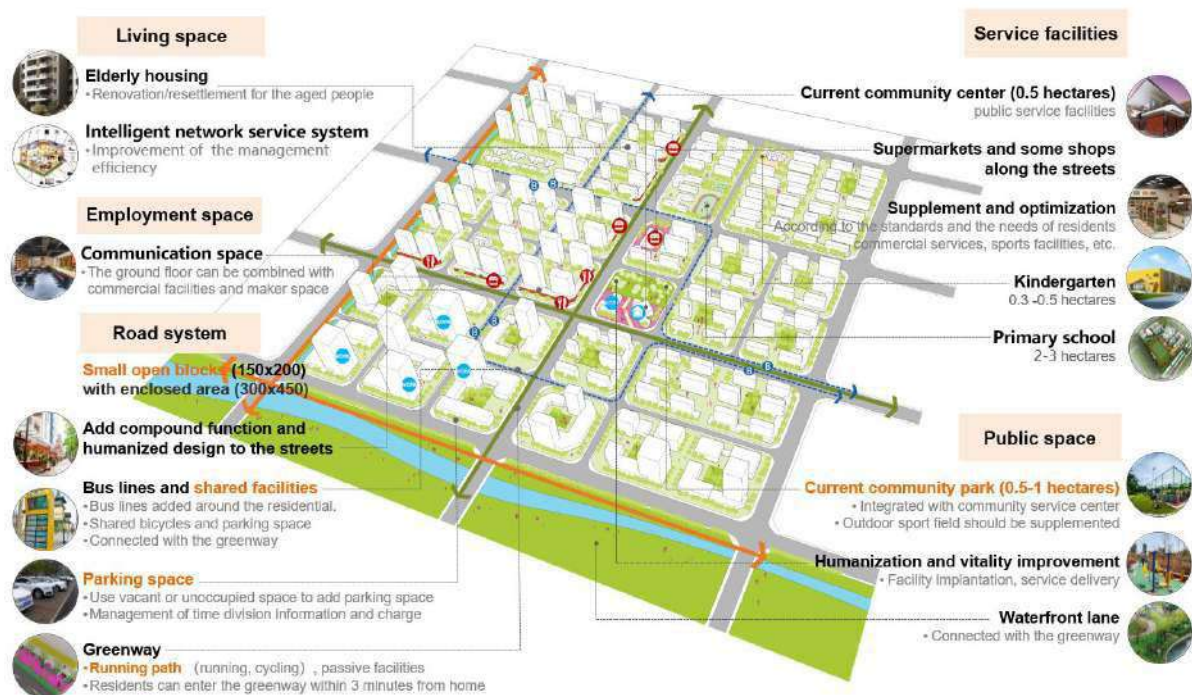 Living space
Elderly housing
• Renovation/resettlement for the aged people
Intelligent network service system
• Improvement of the management
efficiency
Employment space
Communication space
• The ground floor can be combined with
commercial facilities and maker space
Road system
Small open blocks (150x200)
with enclosed area (300x450)
Add compound function and
humanized design to the streets
Bus lines and shared facilities
• Bus lines added around the residential.
• Shared bicycles and parking space
• Connected with the greenway
Parking space
• Use vacant or unoccupied space to add parking space
• Management of time division information and charge
Greenway
• Running path (running, cycling) , passive facilities
• Residents can enter the greenway within 3 minutes from home
Service facilities
Current community center (0.5 hectares)
public service facilities
Supermarkets and some shops
along the streets
Supplement and optimization
According to the standards and the needs of residents
commercial services, sports facilities, etc.
Kindergarten
0.3 -0.5 hectares
Primary school
2-3 hectares
Public space
Current community park (0.5-1 hectares)
• Integrated with community service center
• Outdoor sport field should be supplemented
Humanization and vitality improvement
• Facility implantation, service delivery
Waterfront lane
• Connected with the greenway